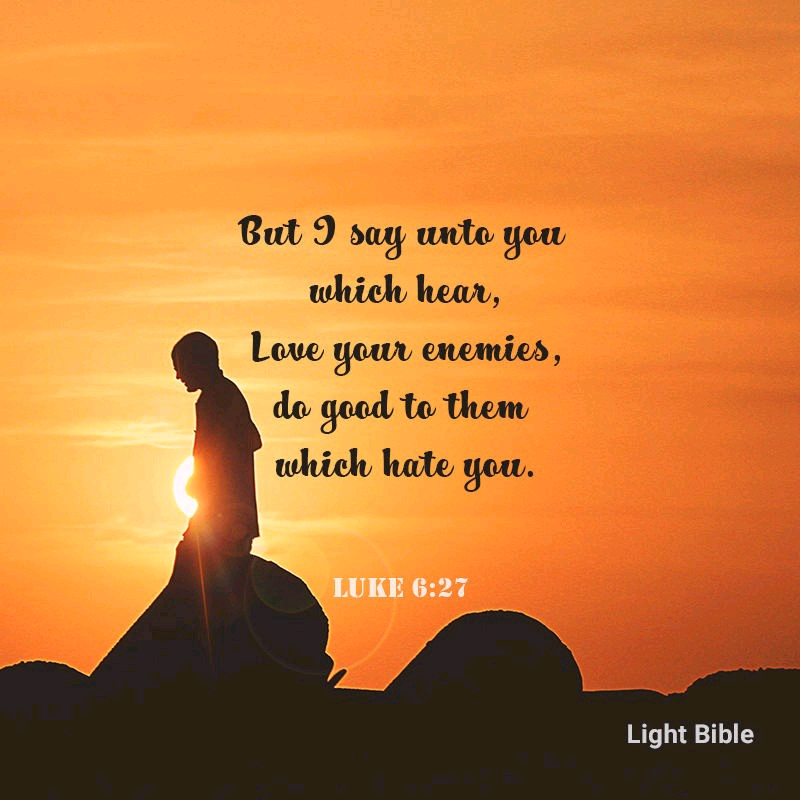 But I say unto you
which hear,
Love your enemies,
do good to them
which hate you.
LUKE 6:27
Light Bible